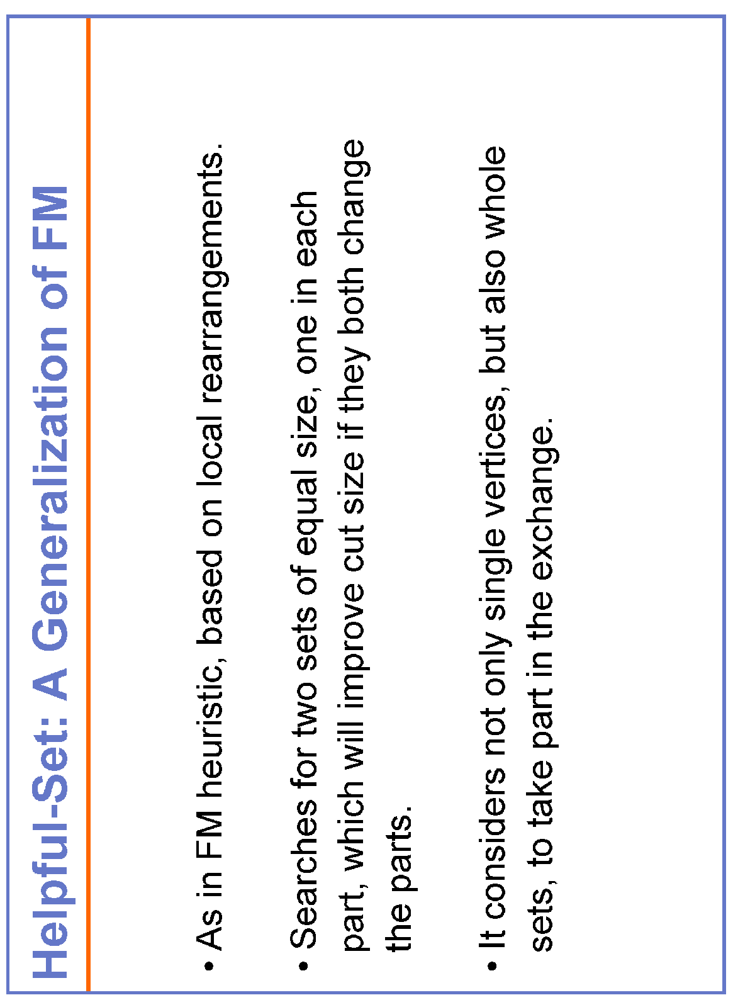 Helpful-Set: A Generalization of FM
• As in FM heuristic, based on local rearrangements.
• Searches for two sets of equal size, one in each
part, which will improve cut size if they both change
the parts.
• It considers not only single vertices, but also whole
sets, to take part in the exchange.